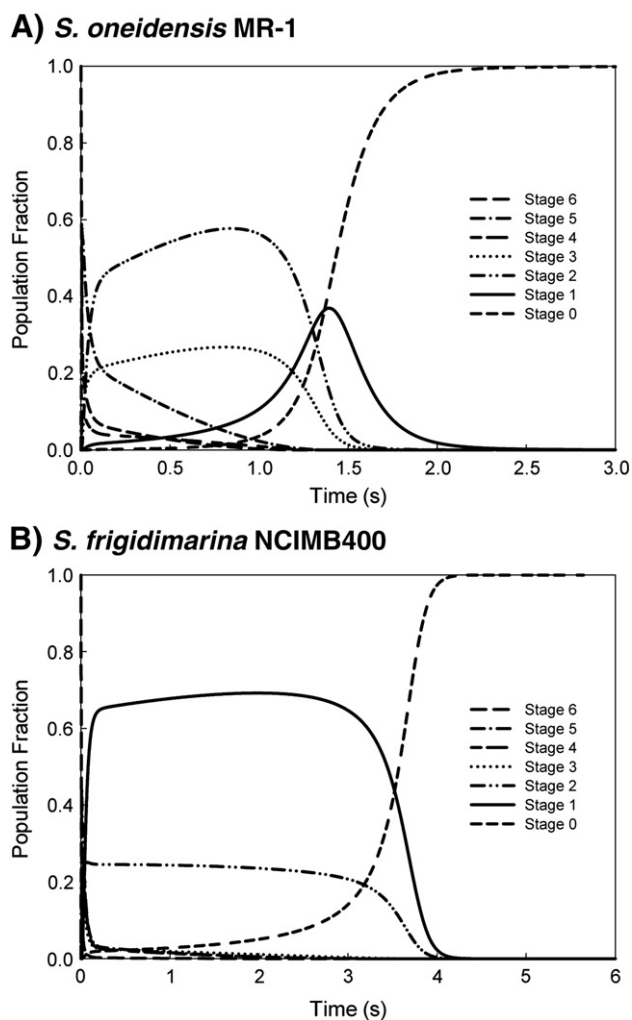 A) S. oneidensis MR-1
1.0
0.8
0.6
0.4
0.2
0.0
Population Fraction
Stage 6
Stage 5
Stage 4
Stage 3
Stage 2
Stage 1
Stage 0
0.0 0.5 1.0 1.5 2.0 2.5 3.0
Time (s)
B) S. frigidimarina NCIMB400
1.0
0.8
0.6
0.4
0.2
0.0
Population Fraction
Stage 6
Stage 5
Stage 4
Stage 3
Stage 2
Stage 1
Stage 0
0 1 2 3 4 5 6
Time (s)